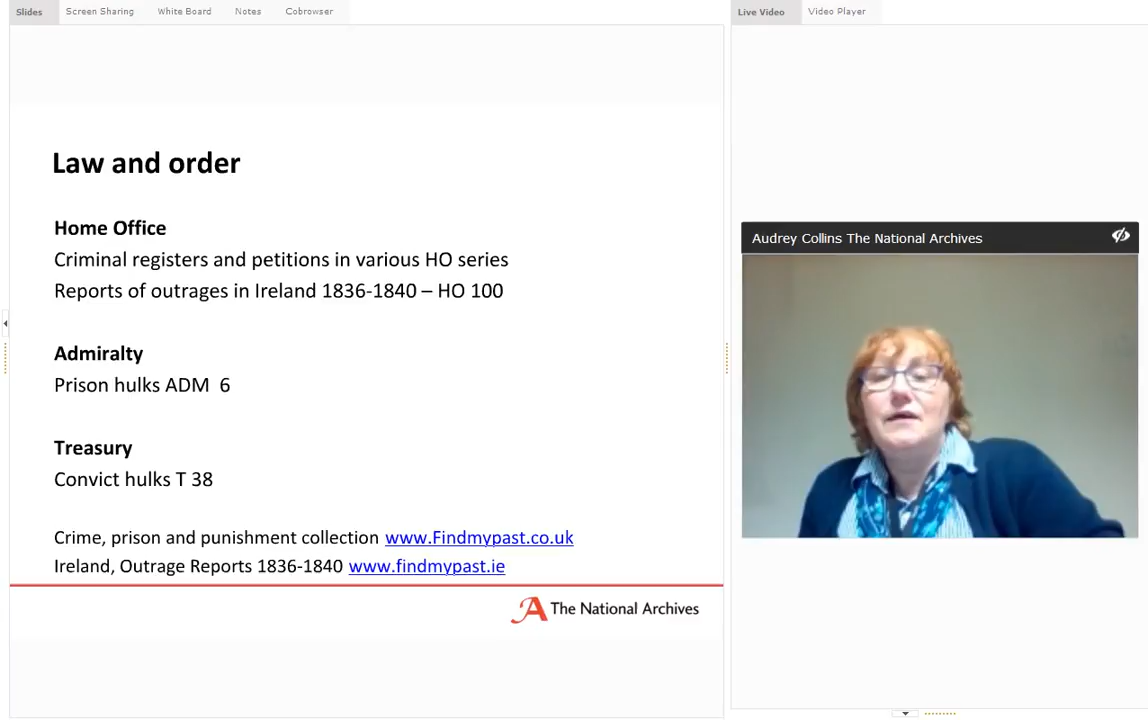 Slides
Screen Sharing
White Board
Notes
Cobrowser
Live Video
Video Player
Law and order
Home Office
Criminal registers and petitions in various HO series
Reports of outrages in Ireland 1836-1840 – HO 100
Admiralty
Prison hulks ADM  6
Treasury
Convict hulks T 38
Crime, prison and punishment collection www.Findmypast.co.uk
Ireland, Outrage Reports 1836-1840 www.findmypast.ie
The National Archives
Audrey Collins The National Archives